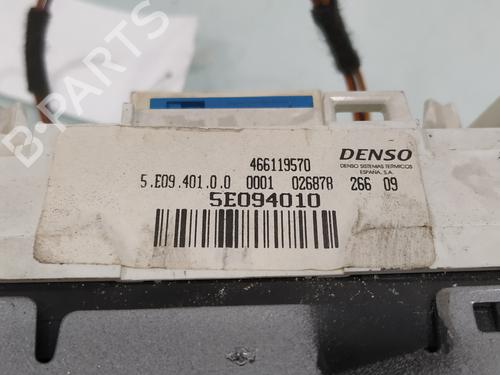 B-Parts
466119570
DENSO
DENSO SISTEMAS TERMICOS
ESPAÑA, S.A.
5.E09.401.0.0 0001 026878 266 09
5E094010